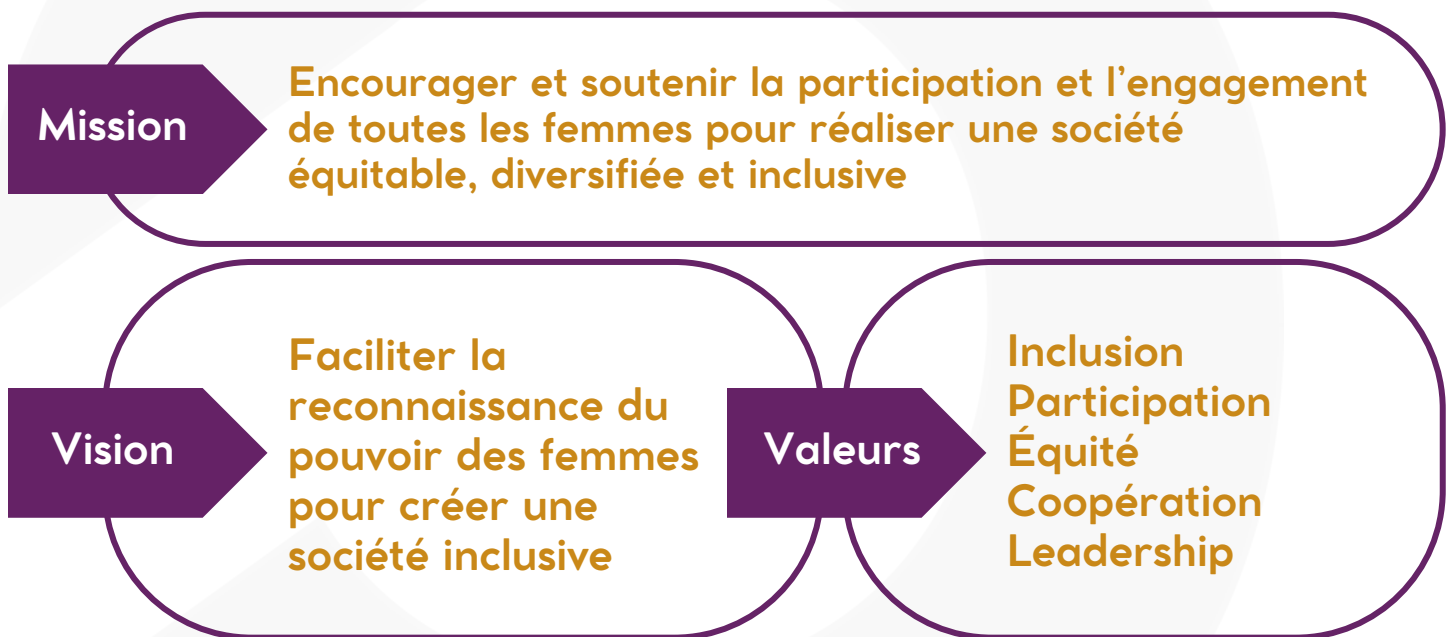 Mission
Encourager et soutenir la participation et l’engagement
de toutes les femmes pour réaliser une société
équitable, diversifiée et inclusive
Vision
Faciliter la
reconnaissance du
pouvoir des femmes
pour créer une
société inclusive
Valeurs
Inclusion
Participation
Équité
Coopération
Leadership